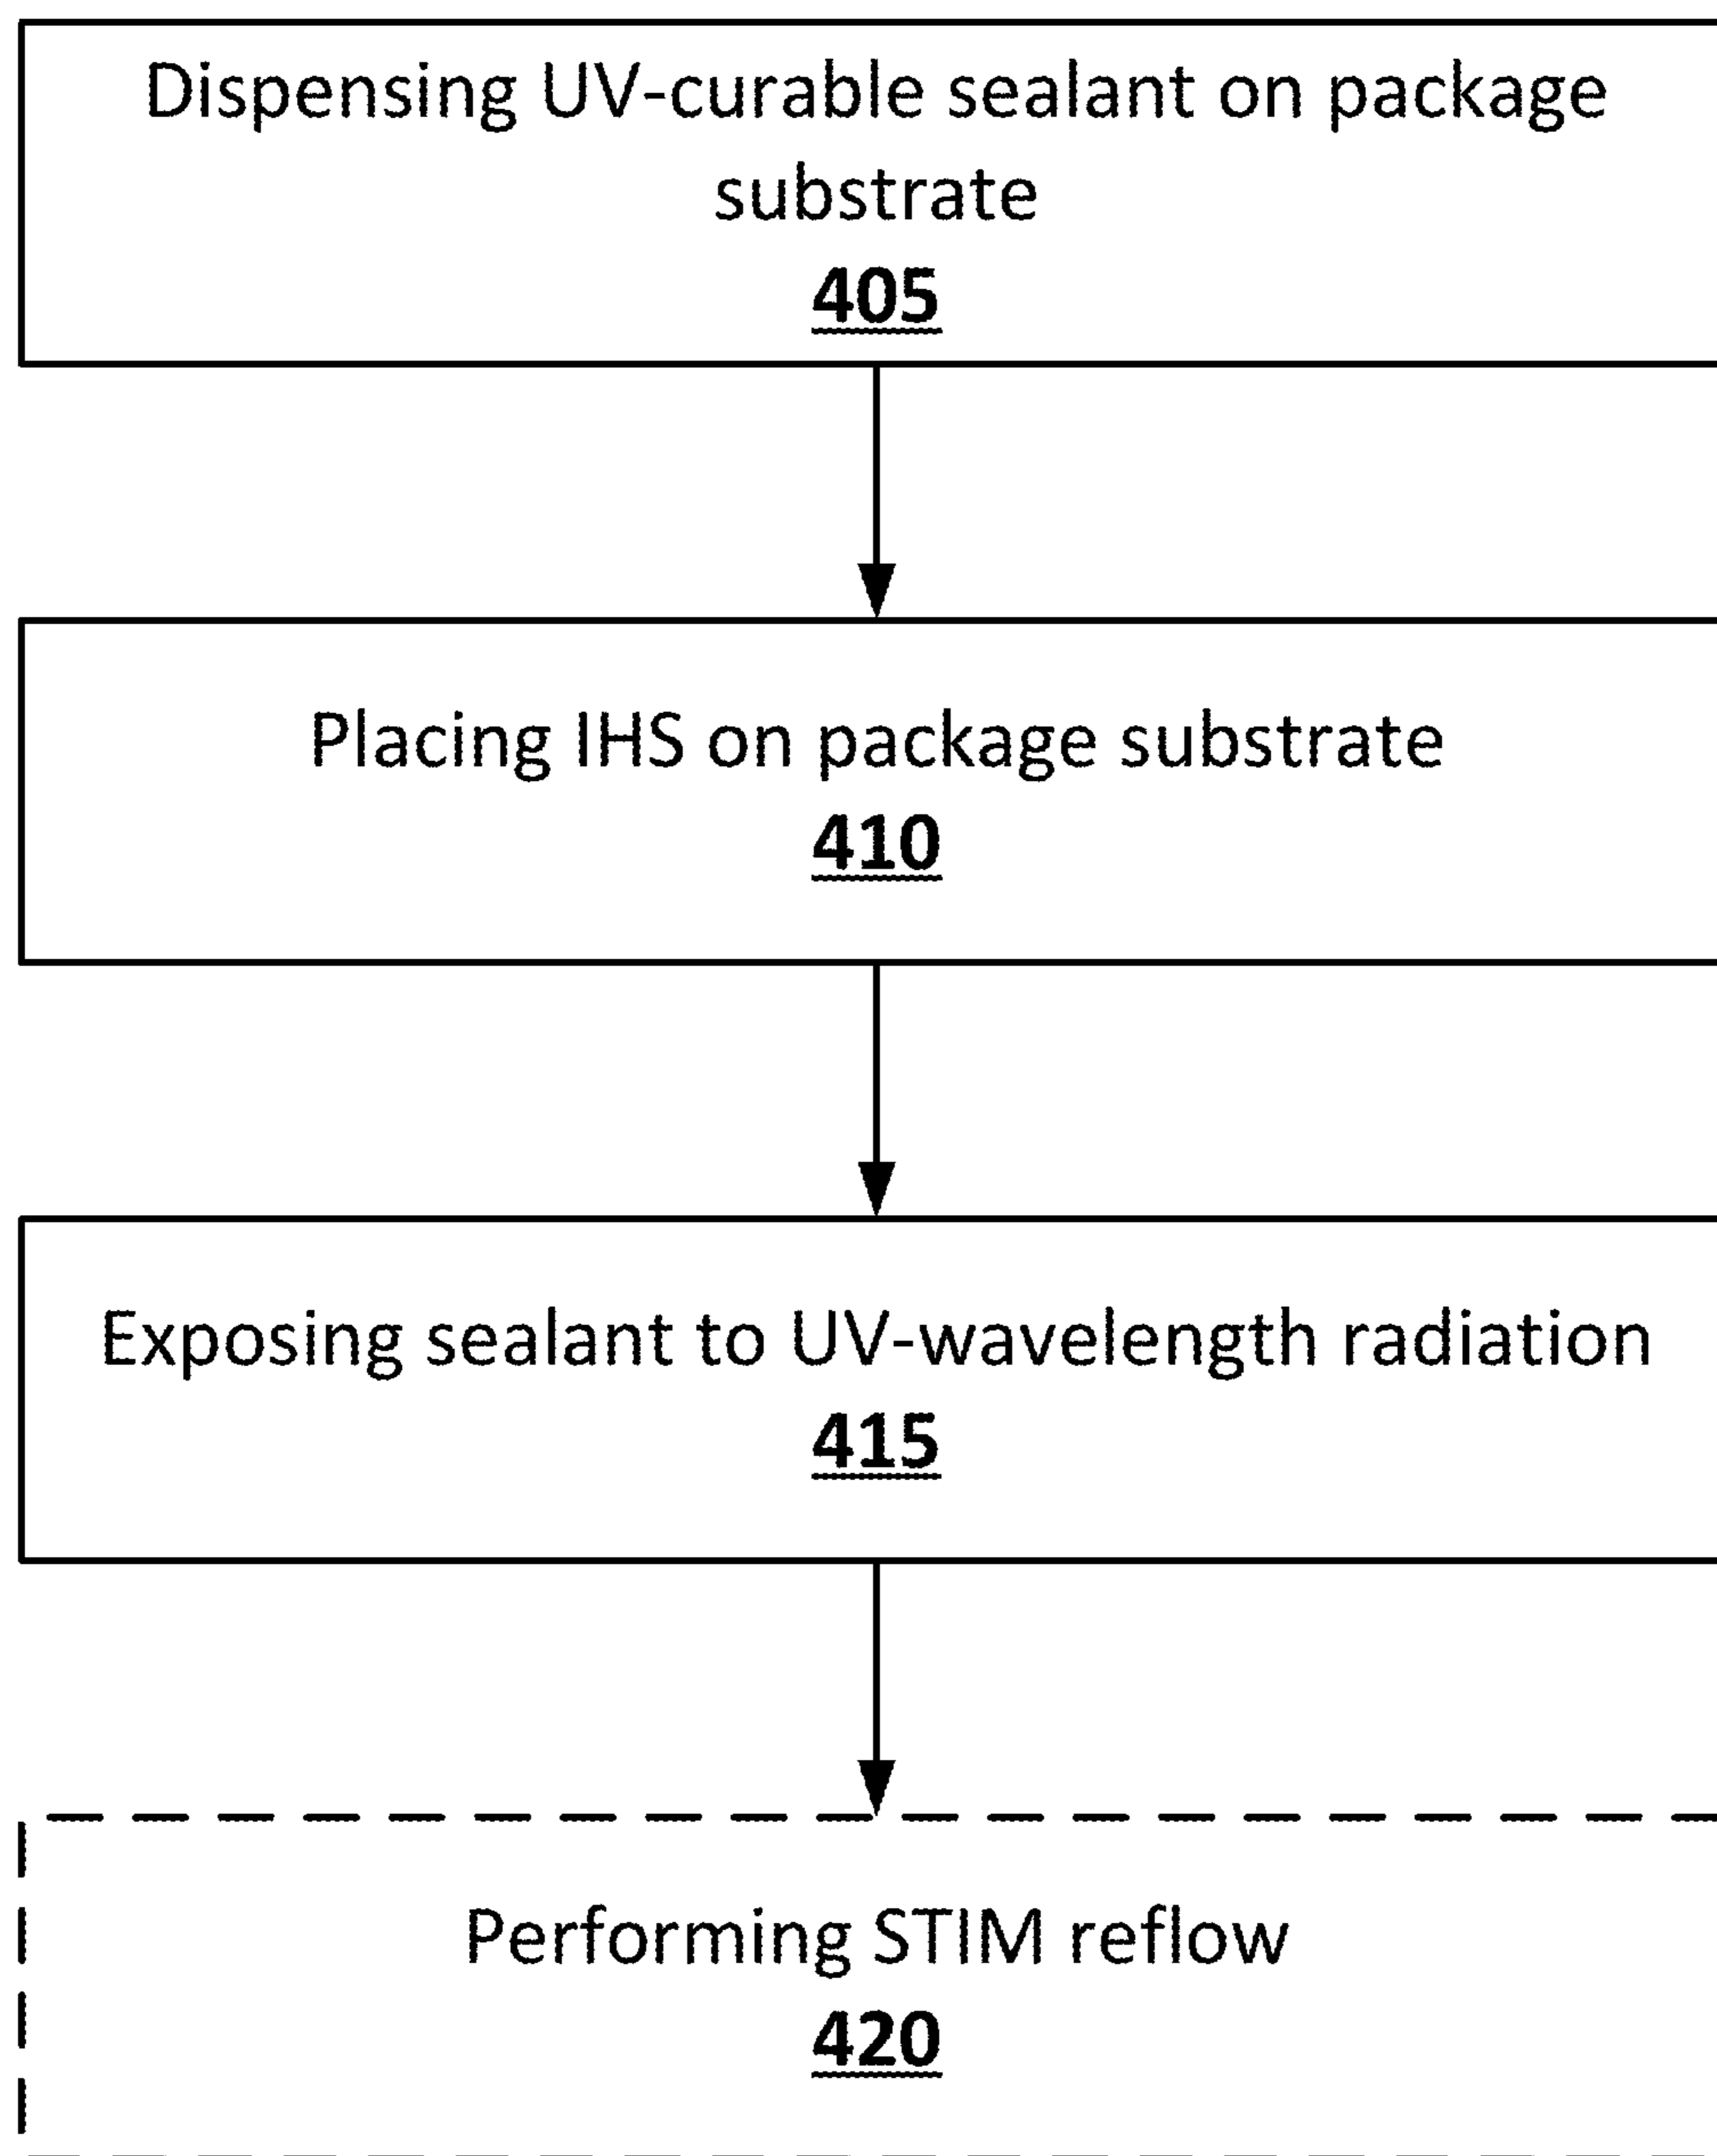 Dispensing UV-curable sealant on package
substrate
405
Placing IHS on package substrate
410
Exposing sealant to UV-wavelength radiation
415
Performing STIM reflow
420